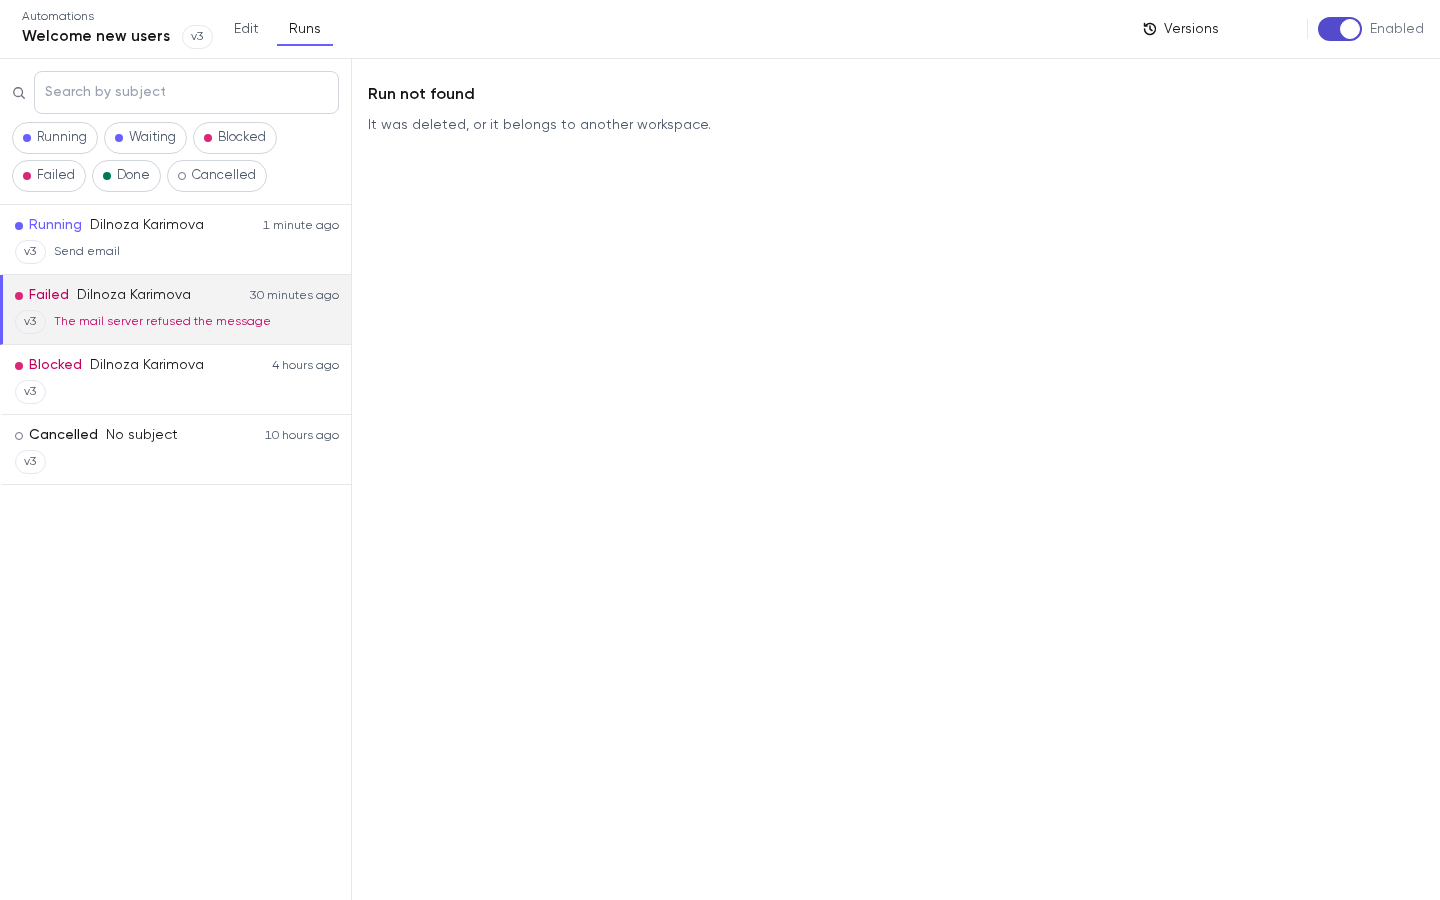 Automations
Welcome new users v3 Edit Runs Versions Enabled
Search by subject
Running Waiting Blocked
Failed Done Cancelled
Running Dilnoza Karimova 1 minute ago
v3 Send email
Failed Dilnoza Karimova 30 minutes ago
v3 The mail server refused the message
Blocked Dilnoza Karimova 4 hours ago
v3
Cancelled No subject 10 hours ago
v3
Run not found
It was deleted, or it belongs to another workspace.